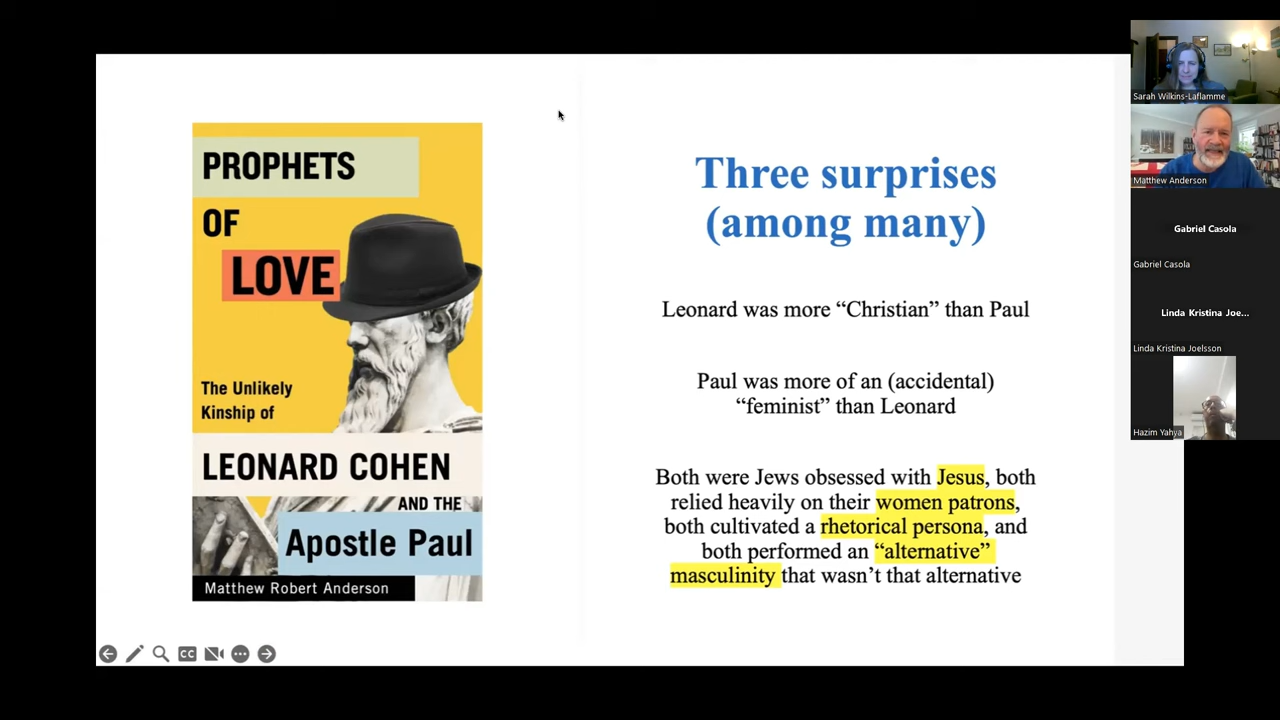 PROPHETS
OF
LOVE
The Unlikely
Kinship of
LEONARD COHEN
AND THE
Apostle Paul
Matthew Robert Anderson
Three surprises
(among many)
Leonard was more “Christian” than Paul
Paul was more of an (accidental)
“feminist” than Leonard
Both were Jews obsessed with Jesus, both
relied heavily on their women patrons,
both cultivated a rhetorical persona, and
both performed an “alternative”
masculinity that wasn’t that alternative
CC
Sarah Wilkins-Laflamme
Matthew Anderson
Gabriel Casola
Gabriel Casola
Linda Kristina Joe...
Linda Kristina Joelsson
Hazim Yahya